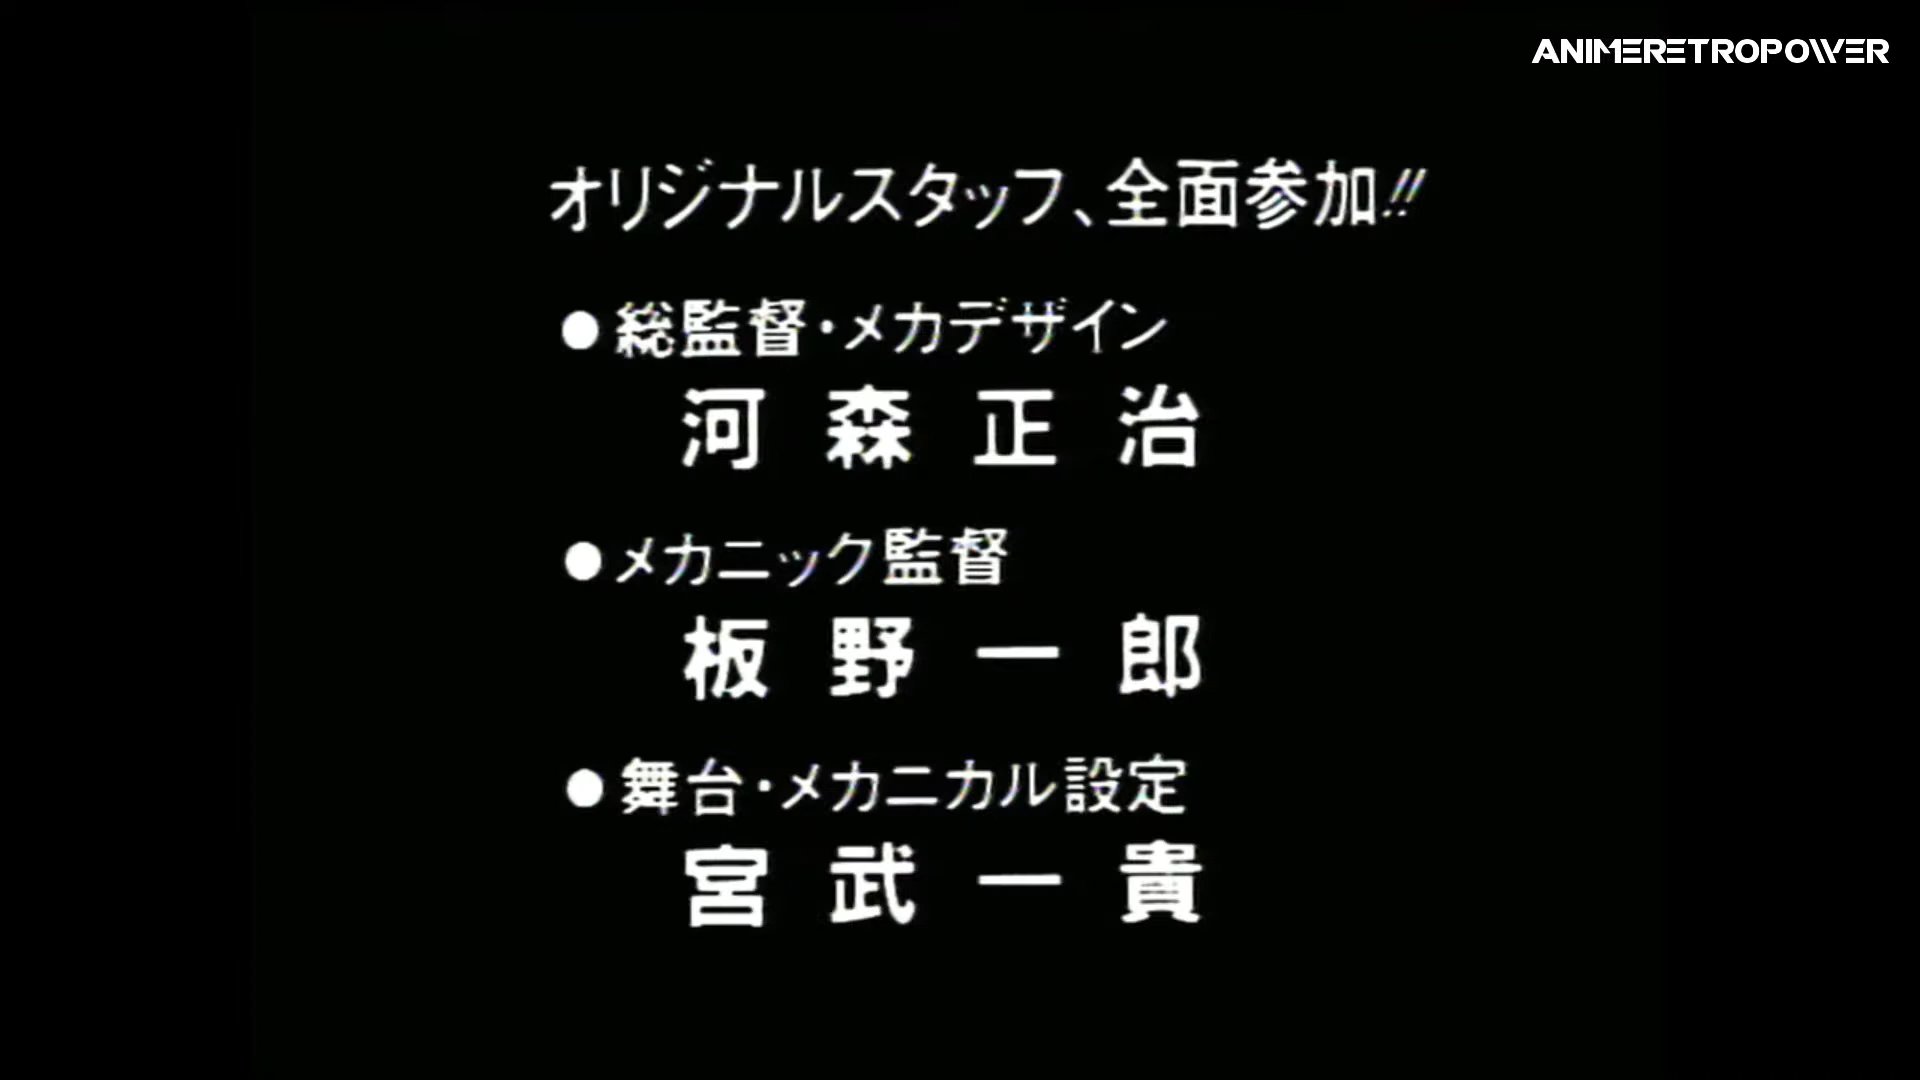 ANIMERETROPOWER
オリジナルスタッフ、全面参加!!
●総監督・メカデザイン
河森正治
●メカニック監督
板野一郎
●舞台・メカニカル設定
宮武一貴